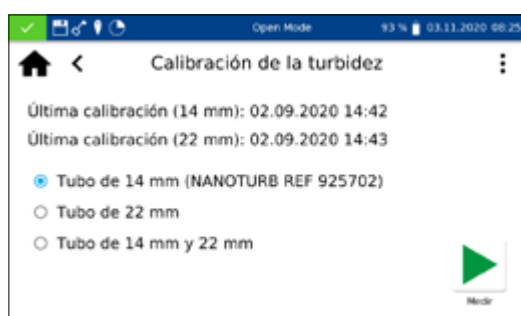 Open Mode 93 % 03.11.2020 08:25
Calibración de la turbidez
Última calibración (14 mm): 02.09.2020 14:42
Última calibración (22 mm): 02.09.2020 14:43
Tubo de 14 mm (NANOTURB REF 925702)
Tubo de 22 mm
Tubo de 14 mm y 22 mm
Medir